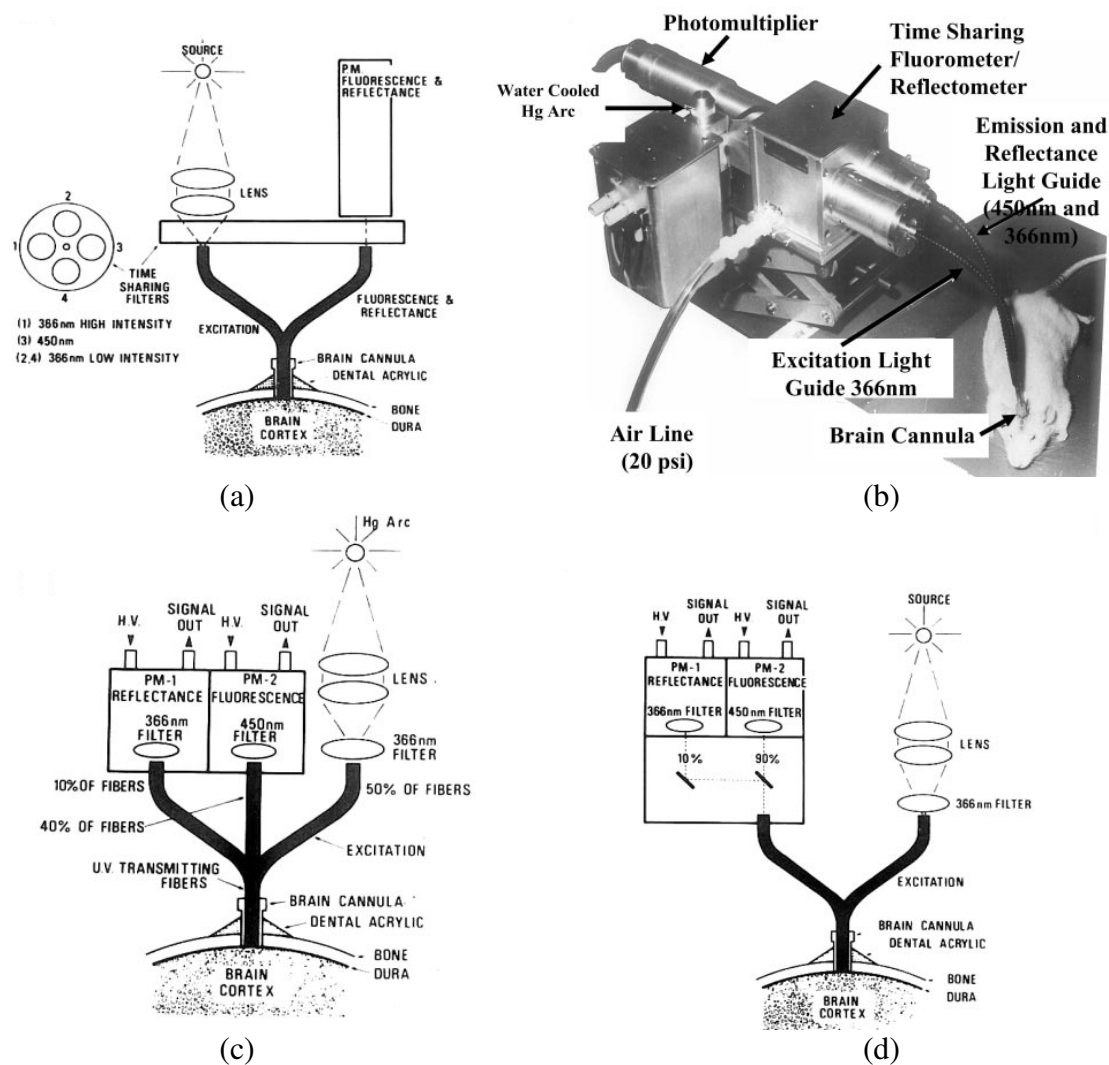 SOURCE
P.M.
FLUORESCENCE &
REFLECTANCE
LENS
2
1
3
4
TIME
SHARING
FILTERS
(1) 366nm HIGH INTENSITY
(3) 450nm
(2,4) 366nm LOW INTENSITY
EXCITATION
FLUORESCENCE &
REFLECTANCE
BRAIN CANNULA
DENTAL ACRYLIC
BONE
DURA
BRAIN
CORTEX
(a)
Photomultiplier
Time Sharing
Fluorometer/
Reflectometer
Water Cooled
Hg Arc
Emission and
Reflectance
Light Guide
(450nm and
366nm)
Excitation Light
Guide 366nm
Air Line
(20 psi)
Brain Cannula
(b)
Hg Arc
H.V.
SIGNAL
OUT
H.V.
SIGNAL
OUT
PM-1
REFLECTANCE
PM-2
FLUORESCENCE
366nm
FILTER
450nm
FILTER
LENS
366nm
FILTER
10% OF FIBERS
50% OF FIBERS
40% OF FIBERS
EXCITATION
U.V. TRANSMITTING
FIBERS
BRAIN CANNULA
DENTAL ACRYLIC
BONE
DURA
BRAIN
CORTEX
(c)
SOURCE
H.V.
SIGNAL
OUT
HV
SIGNAL
OUT
PM-1
REFLECTANCE
PM-2
FLUORESCENCE
366nm FILTER
450nm FILTER
10%
90%
LENS
366nm FILTER
EXCITATION
BRAIN CANNULA
DENTAL ACRYLIC
BONE
DURA
BRAIN
CORTEX
(d)